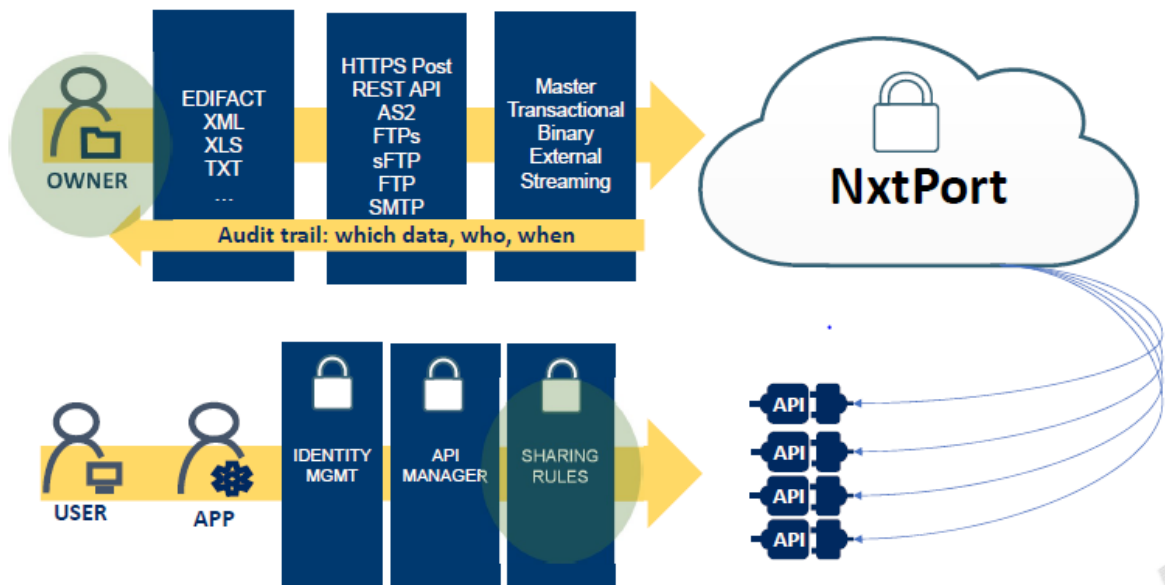 OWNER
EDIFACT
XML
XLS
TXT
...
HTTPS Post
REST API
AS2
FTPs
sFTP
FTP
SMTP
Master
Transactional
Binary
External
Streaming
NxtPort
Audit trail: which data, who, when
USER
APP
IDENTITY
MGMT
API
MANAGER
SHARING
RULES
API
API
API
API